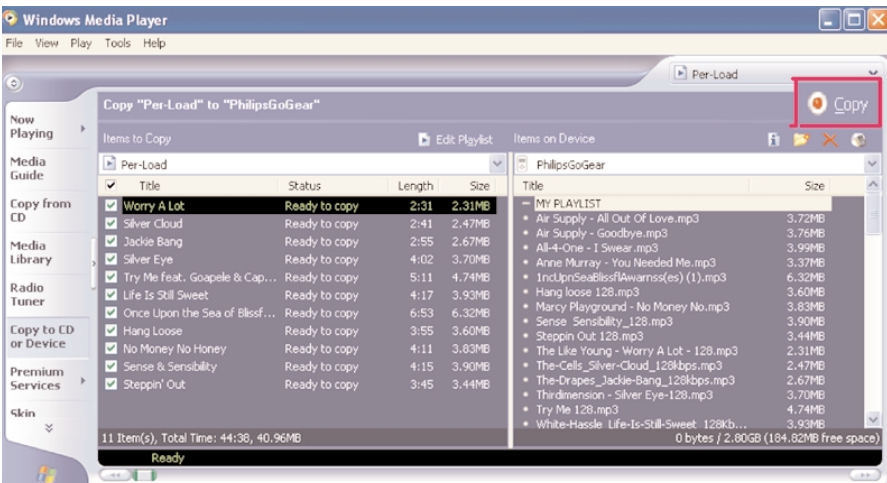 Windows Media Player
File View Play Tools Help
Per-Load
Copy "Per-Load" to "PhilipsGoGear"
Copy
Now Playing
Media Guide
Copy from CD
Media Library
Radio Tuner
Copy to CD or Device
Premium Services
Skin
Items to Copy Edit Playlist
Per-Load
Title Status Length Size
Worry A Lot Ready to copy 2:31 2.31MB
Silver Cloud Ready to copy 2:41 2.47MB
Jackie Bang Ready to copy 2:55 2.67MB
Silver Eye Ready to copy 4:02 3.70MB
Try Me feat. Goapele & Cap... Ready to copy 5:11 4.74MB
Life Is Still Sweet Ready to copy 4:17 3.93MB
Once Upon the Sea of Blissf... Ready to copy 6:53 6.32MB
Hang Loose Ready to copy 3:55 3.60MB
No Money No Honey Ready to copy 4:11 3.83MB
Sense & Sensibility Ready to copy 4:15 3.90MB
Steppin' Out Ready to copy 3:45 3.44MB
11 Item(s), Total Time: 44:38, 40.96MB
Items on Device
PhilipsGoGear
Title Size
MY PLAYLIST
Air Supply - All Out Of Love.mp3 3.72MB
Air Supply - Goodbye.mp3 3.76MB
All-4-One - I Swear.mp3 3.99MB
Anne Murray - You Needed Me.mp3 3.37MB
1ncUpnSeaBlissflAwarnss(es) (1).mp3 6.32MB
Hang loose 128.mp3 3.60MB
Marcy Playground - No Money No.mp3 3.83MB
Sense Sensibility_128.mp3 3.90MB
Steppin Out 128.mp3 3.44MB
The Like Young - Worry A Lot - 128.mp3 2.31MB
The-Cells_Silver-Cloud_128kbps.mp3 2.47MB
The-Drapes_Jackie-Bang_128kbps.mp3 2.67MB
Thirdimension - Silver Eye-128.mp3 3.70MB
Try Me 128.mp3 4.74MB
White-Hassle_Life-Is-Still-Sweet_128Kb... 3.93MB
0 bytes / 2.80GB (184.82MB free space)
Ready